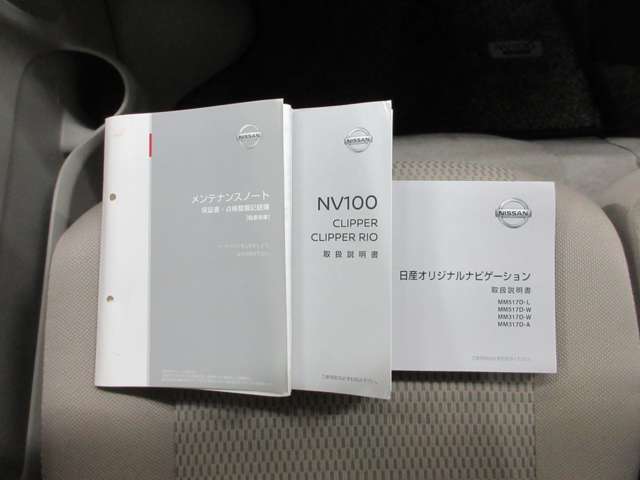 NISSAN
メンテナンスノート
保証書・点検整備記録簿
NISSAN
NV100
CLIPPER
CLIPPER RIO
取扱説明書
NISSAN
日産オリジナルナビゲーション
取扱説明書
MM517D-L
MM517D-W
MM317D-W
MM317D-A